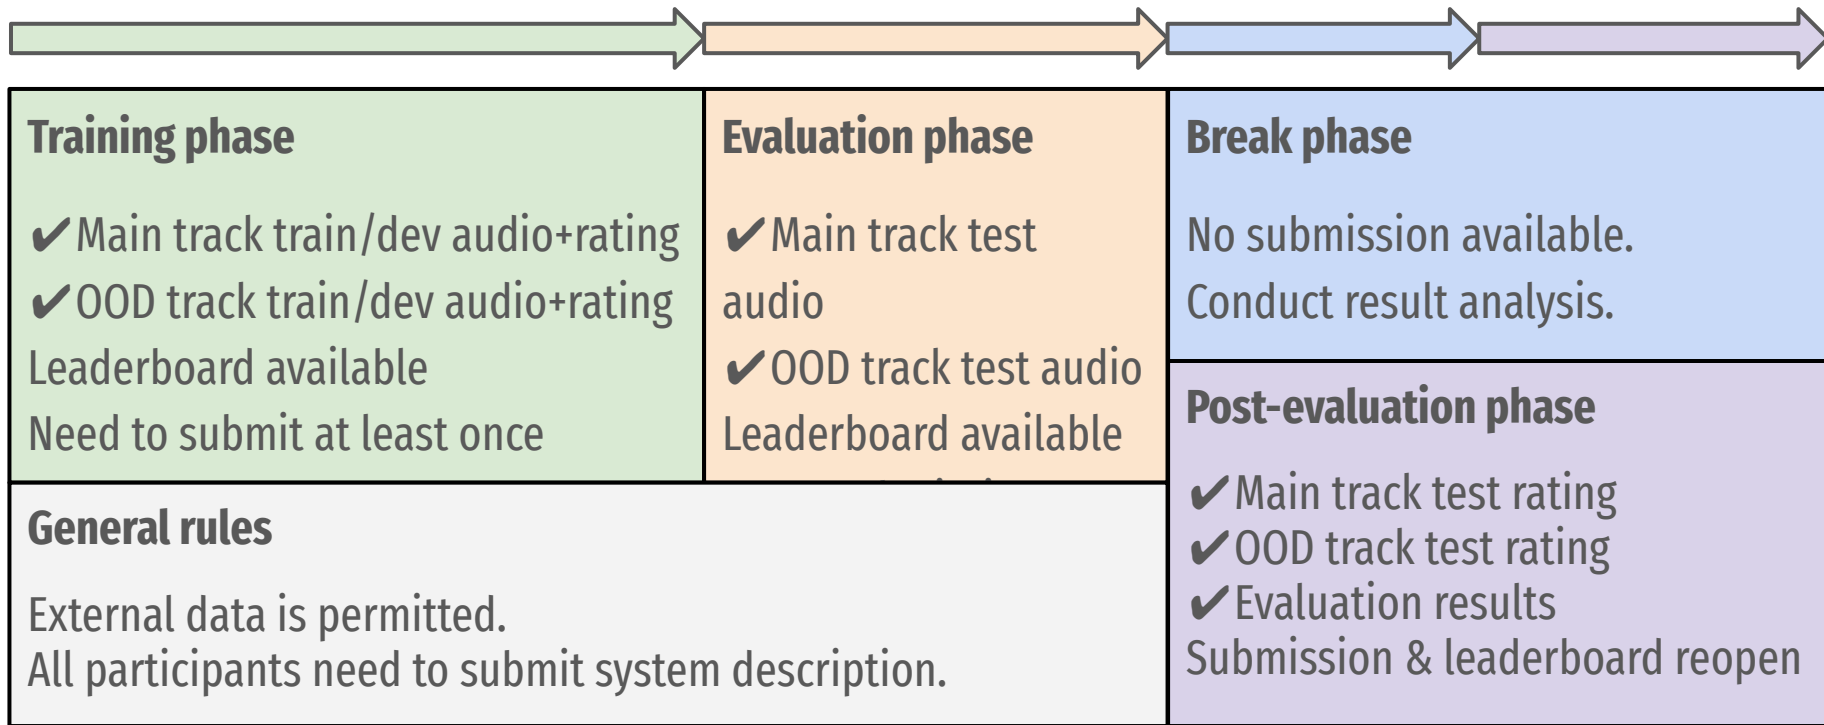 Training phase
✔Main track train/dev audio+rating
✔OOD track train/dev audio+rating
Leaderboard available
Need to submit at least once
Evaluation phase
✔Main track test
audio
✔OOD track test audio
Leaderboard available
Break phase
No submission available.
Conduct result analysis.
Post-evaluation phase
✔Main track test rating
✔OOD track test rating
✔Evaluation results
Submission & leaderboard reopen
General rules
External data is permitted.
All participants need to submit system description.